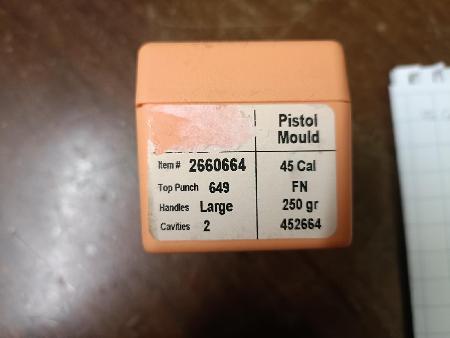 Pistol
Mould
Item # 2660664
45 Cal
Top Punch 649
FN
Handles Large
250 gr
Cavities 2
452664